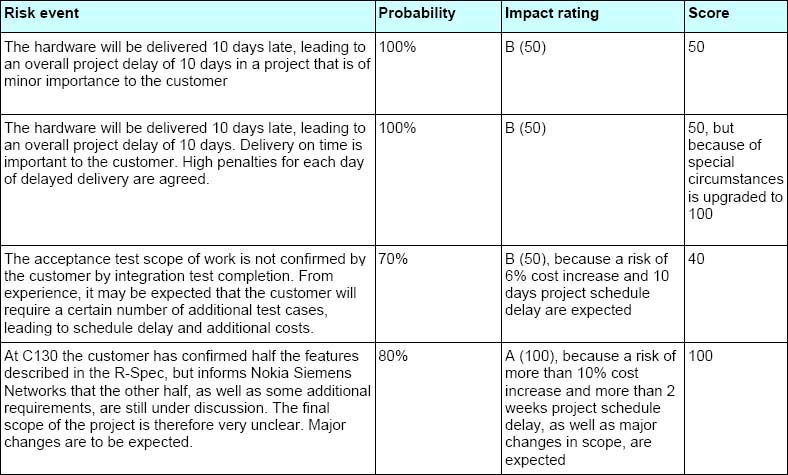 Risk event Probability Impact rating Score
The hardware will be delivered 10 days late, leading to 100% B (50) 50
an overall project delay of 10 days in a project that is of
minor importance to the customer
The hardware will be delivered 10 days late, leading to 100% B (50) 50, but
an overall project delay of 10 days. Delivery on time is because of
important to the customer. High penalties for each day special
of delayed delivery are agreed. circumstances
is upgraded to
100
The acceptance test scope of work is not confirmed by 70% B (50), because a risk of 40
the customer by integration test completion. From 6% cost increase and 10
experience, it may be expected that the customer will days project schedule
require a certain number of additional test cases, delay are expected
leading to schedule delay and additional costs.
At C130 the customer has confirmed half the features 80% A (100), because a risk of 100
described in the R-Spec, but informs Nokia Siemens more than 10% cost
Networks that the other half, as well as some additional increase and more than 2
requirements, are still under discussion. The final weeks project schedule
scope of the project is therefore very unclear. Major delay, as well as major
changes are to be expected. changes in scope, are
expected